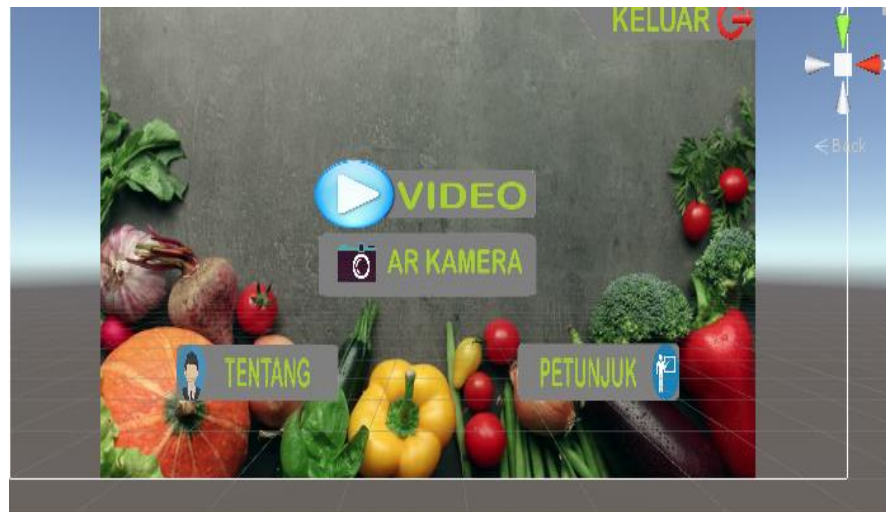 KELUAR
Back
VIDEO
AR KAMERA
TENTANG
PETUNJUK